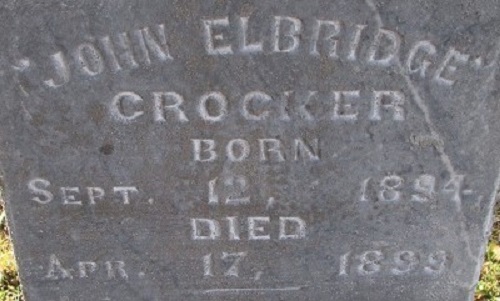 "JOHN ELBRIDGE"
CROCKER
BORN
SEPT. 12, 1894,
DIED
APR. 17, 1899.